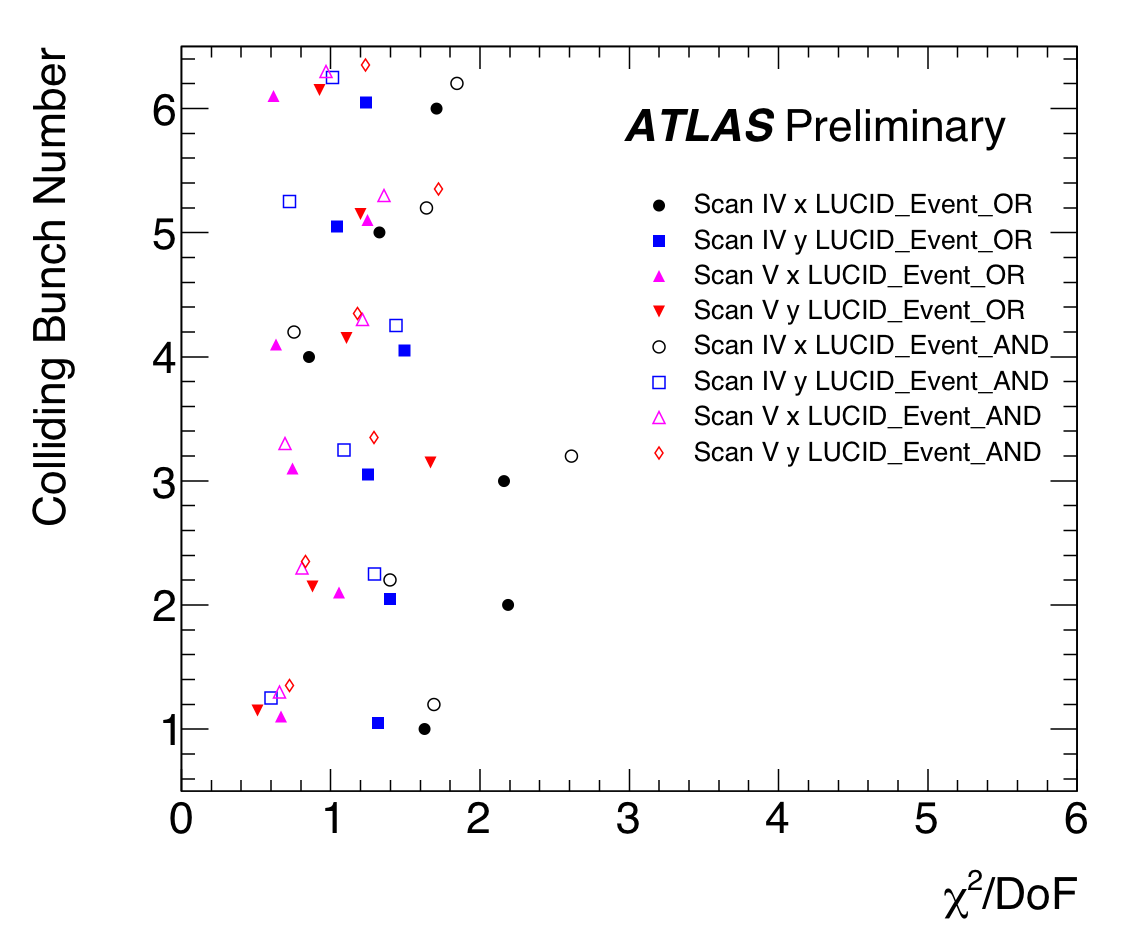 Colliding Bunch Number
6
5
4
3
2
1
ATLAS Preliminary
Scan IV x LUCID_Event_OR
Scan IV y LUCID_Event_OR
Scan V x LUCID_Event_OR
Scan V y LUCID_Event_OR
Scan IV x LUCID_Event_AND
Scan IV y LUCID_Event_AND
Scan V x LUCID_Event_AND
Scan V y LUCID_Event_AND
0 1 2 3 4 5 6
χ²/DoF